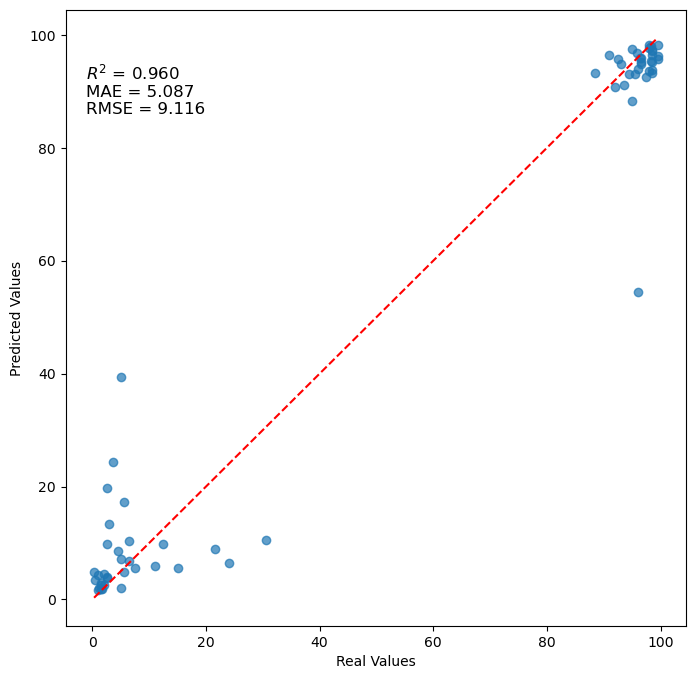 R² = 0.960
MAE = 5.087
RMSE = 9.116
100
80
60
40
20
0
Predicted Values
0 20 40 60 80 100
Real Values